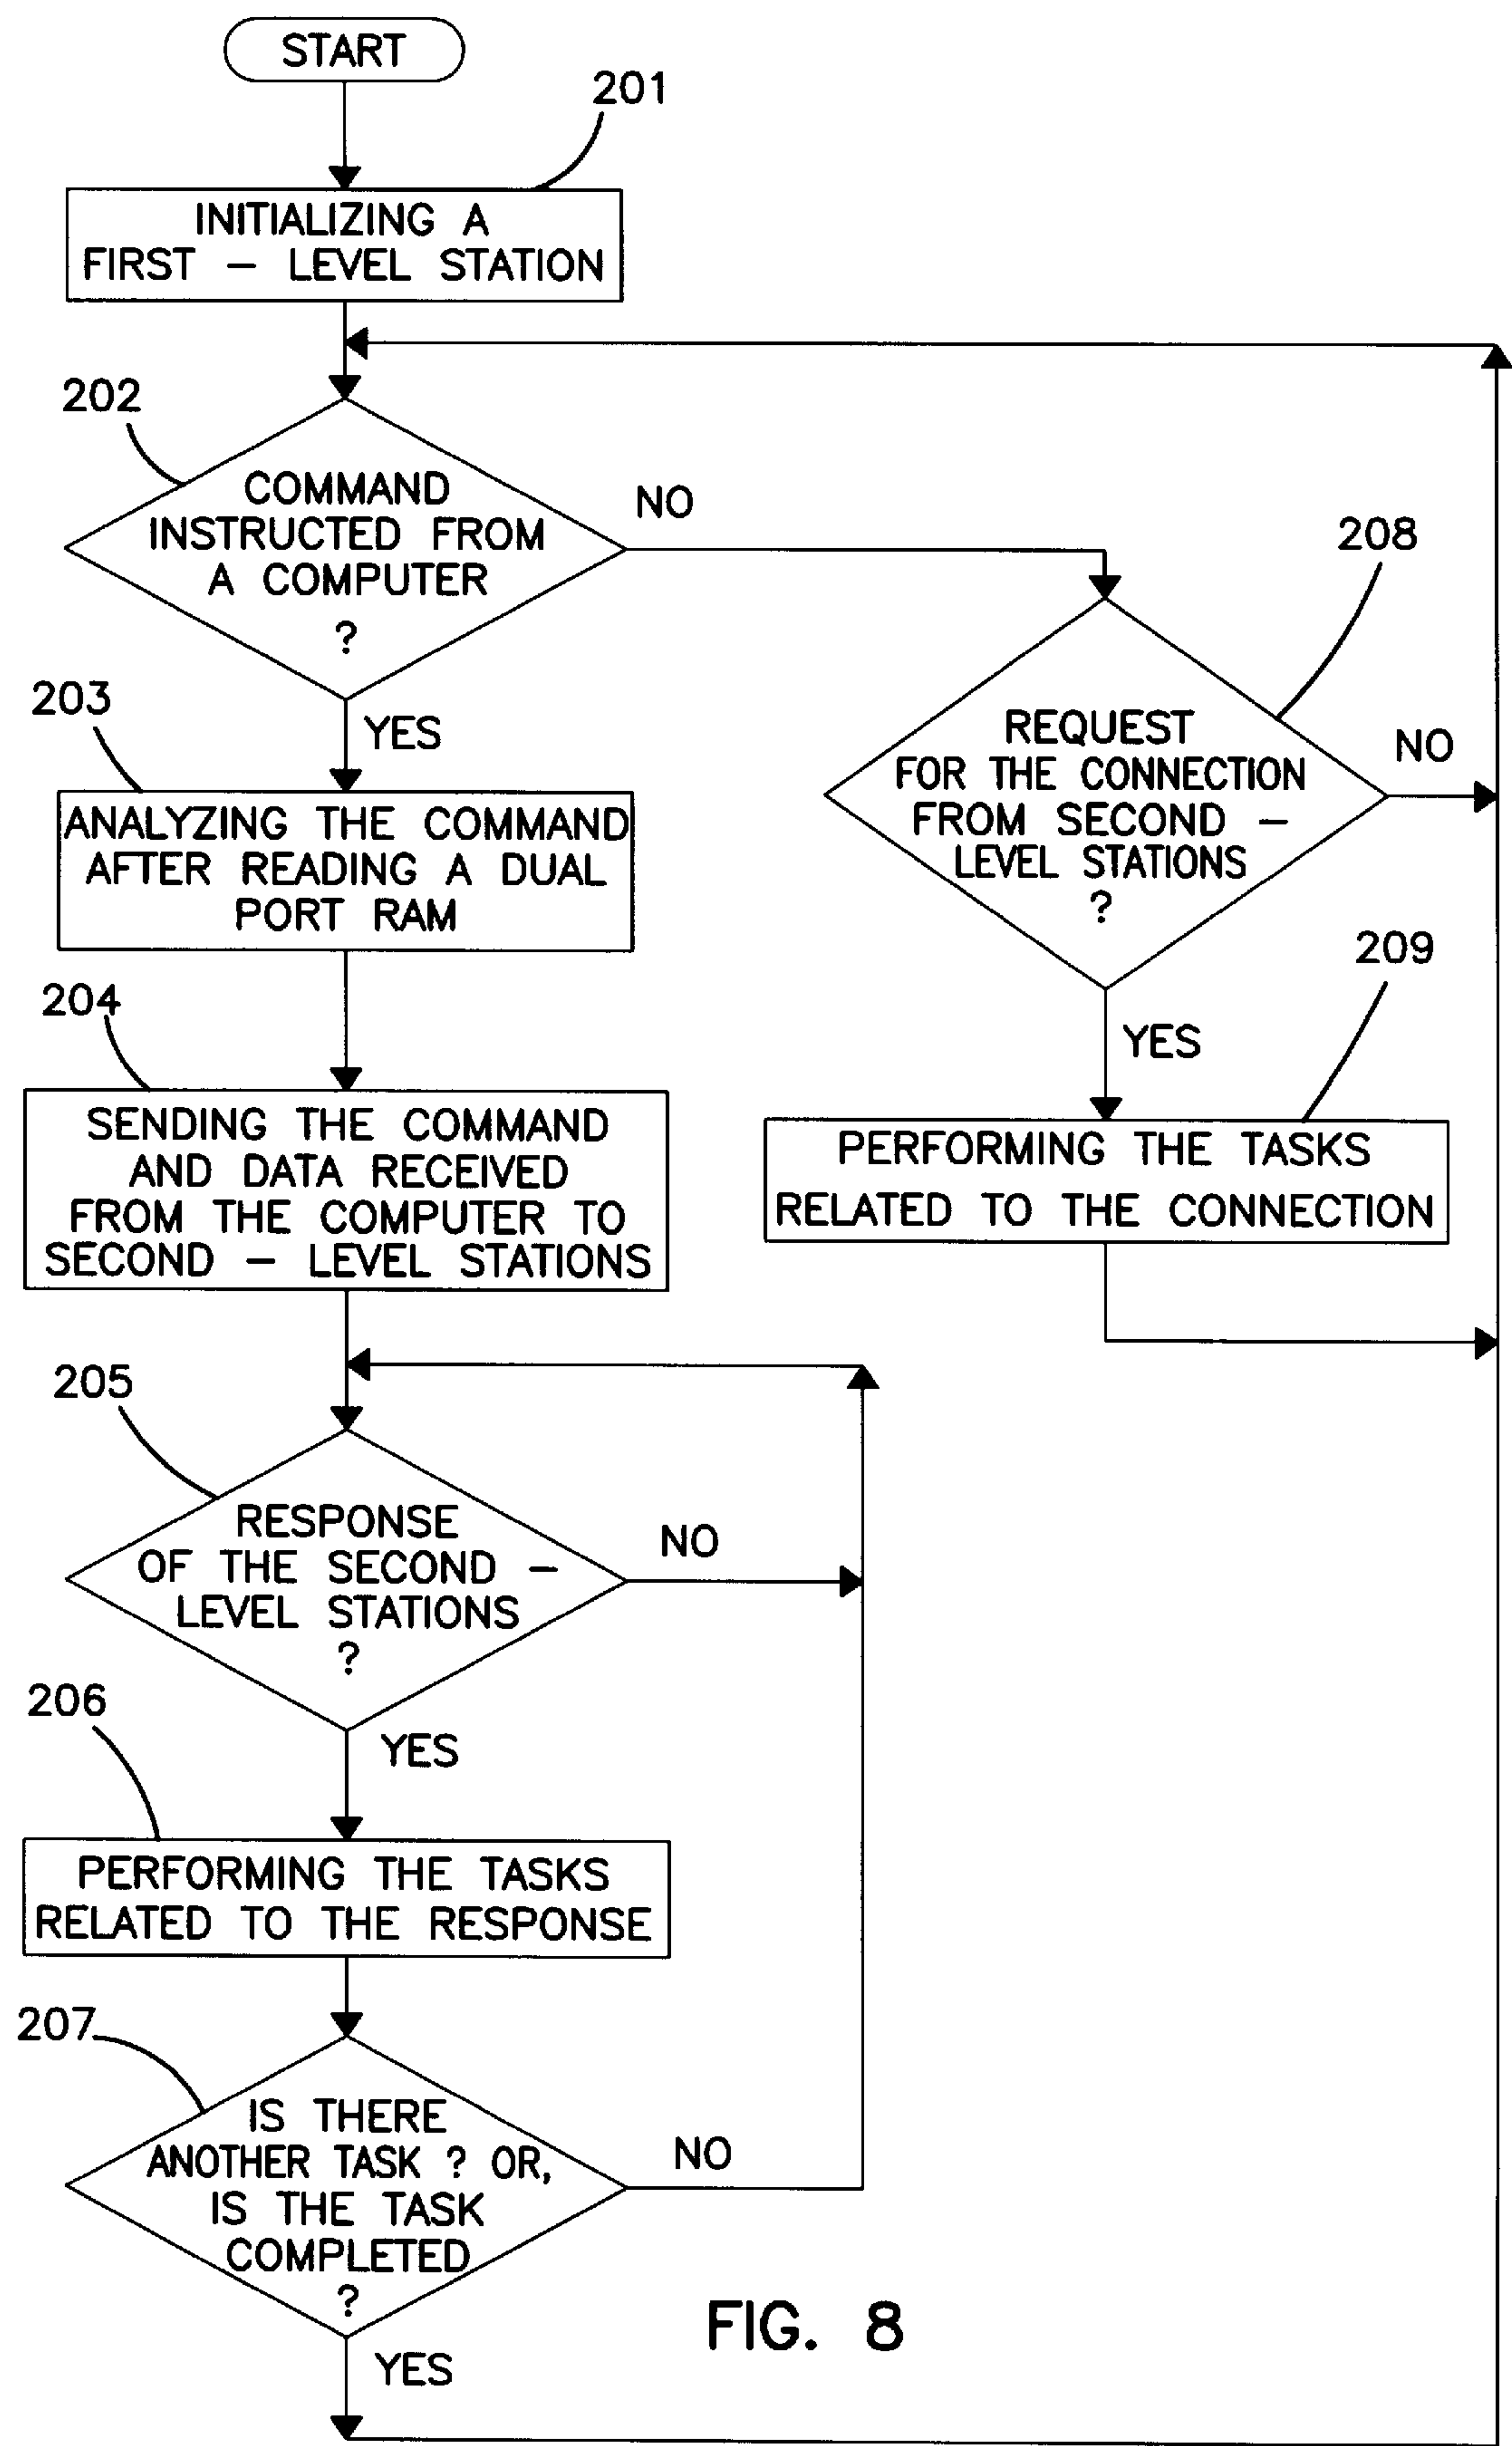 START
201
INITIALIZING A
FIRST – LEVEL STATION
202
COMMAND
INSTRUCTED FROM
A COMPUTER
?
NO
YES
203
ANALYZING THE COMMAND
AFTER READING A DUAL
PORT RAM
204
SENDING THE COMMAND
AND DATA RECEIVED
FROM THE COMPUTER TO
SECOND – LEVEL STATIONS
205
RESPONSE
OF THE SECOND –
LEVEL STATIONS
?
NO
YES
206
PERFORMING THE TASKS
RELATED TO THE RESPONSE
207
IS THERE
ANOTHER TASK ? OR,
IS THE TASK
COMPLETED
?
NO
YES
208
REQUEST
FOR THE CONNECTION
FROM SECOND –
LEVEL STATIONS
?
NO
YES
209
PERFORMING THE TASKS
RELATED TO THE CONNECTION
FIG. 8